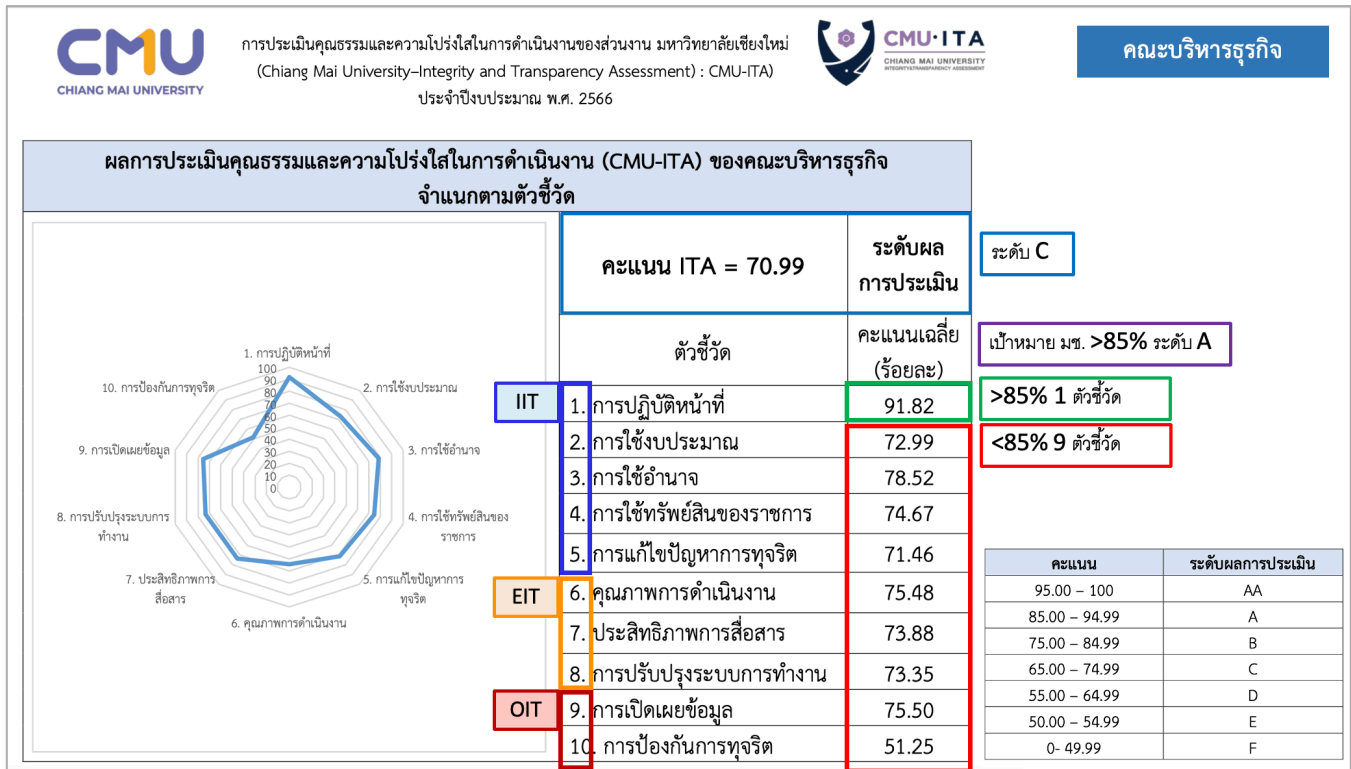 CMU
CHIANG MAI UNIVERSITY
การประเมินคุณธรรมและความโปร่งใสในการดำเนินงานของส่วนงาน มหาวิทยาลัยเชียงใหม่
(Chiang Mai University–Integrity and Transparency Assessment) : CMU-ITA)
ประจำปีงบประมาณ พ.ศ. 2566
CMU·ITA
CHIANG MAI UNIVERSITY
INTEGRITY&TRANSPARENCY ASSESSMENT
คณะบริหารธุรกิจ
ผลการประเมินคุณธรรมและความโปร่งใสในการดำเนินงาน (CMU-ITA) ของคณะบริหารธุรกิจ
จำแนกตามตัวชี้วัด
1. การปฏิบัติหน้าที่
2. การใช้งบประมาณ
3. การใช้อำนาจ
4. การใช้ทรัพย์สินของ
ราชการ
5. การแก้ไขปัญหาการ
ทุจริต
6. คุณภาพการดำเนินงาน
7. ประสิทธิภาพการ
สื่อสาร
8. การปรับปรุงระบบการ
ทำงาน
9. การเปิดเผยข้อมูล
10. การป้องกันการทุจริต
100
90
80
70
60
50
40
30
20
10
0
คะแนน ITA = 70.99
ระดับผล
การประเมิน
ระดับ C
ตัวชี้วัด
คะแนนเฉลี่ย
(ร้อยละ)
เป้าหมาย มช. >85% ระดับ A
IIT
1. การปฏิบัติหน้าที่ 91.82
>85% 1 ตัวชี้วัด
2. การใช้งบประมาณ 72.99
<85% 9 ตัวชี้วัด
3. การใช้อำนาจ 78.52
4. การใช้ทรัพย์สินของราชการ 74.67
5. การแก้ไขปัญหาการทุจริต 71.46
EIT
6. คุณภาพการดำเนินงาน 75.48
7. ประสิทธิภาพการสื่อสาร 73.88
8. การปรับปรุงระบบการทำงาน 73.35
OIT
9. การเปิดเผยข้อมูล 75.50
10. การป้องกันการทุจริต 51.25
คะแนน ระดับผลการประเมิน
95.00 – 100 AA
85.00 – 94.99 A
75.00 – 84.99 B
65.00 – 74.99 C
55.00 – 64.99 D
50.00 – 54.99 E
0- 49.99 F